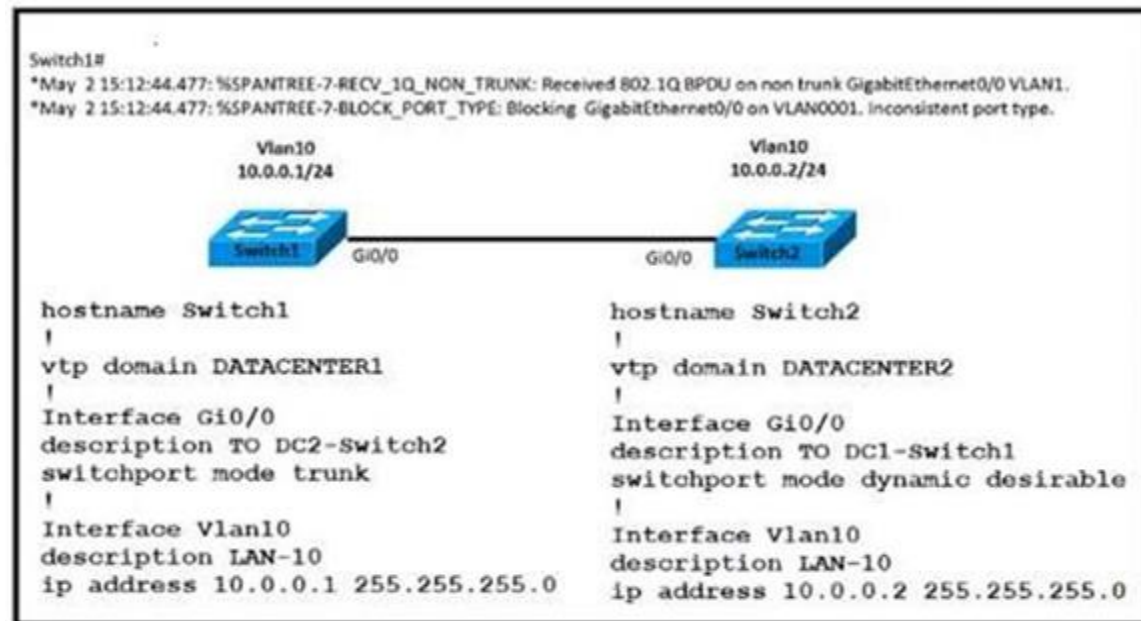 Switch1#
*May 2 15:12:44.477: %SPANTREE-7-RECV_1Q_NON_TRUNK: Received 802.1Q BPDU on non trunk GigabitEthernet0/0 VLAN1.
*May 2 15:12:44.477: %SPANTREE-7-BLOCK_PORT_TYPE: Blocking GigabitEthernet0/0 on VLAN0001. Inconsistent port type.
Vlan10
10.0.0.1/24
Vlan10
10.0.0.2/24
Switch1
Gi0/0
Gi0/0
Switch2
hostname Switch1
!
vtp domain DATACENTER1
!
Interface Gi0/0
description TO DC2-Switch2
switchport mode trunk
!
Interface Vlan10
description LAN-10
ip address 10.0.0.1 255.255.255.0
hostname Switch2
!
vtp domain DATACENTER2
!
Interface Gi0/0
description TO DC1-Switch1
switchport mode dynamic desirable
!
Interface Vlan10
description LAN-10
ip address 10.0.0.2 255.255.255.0